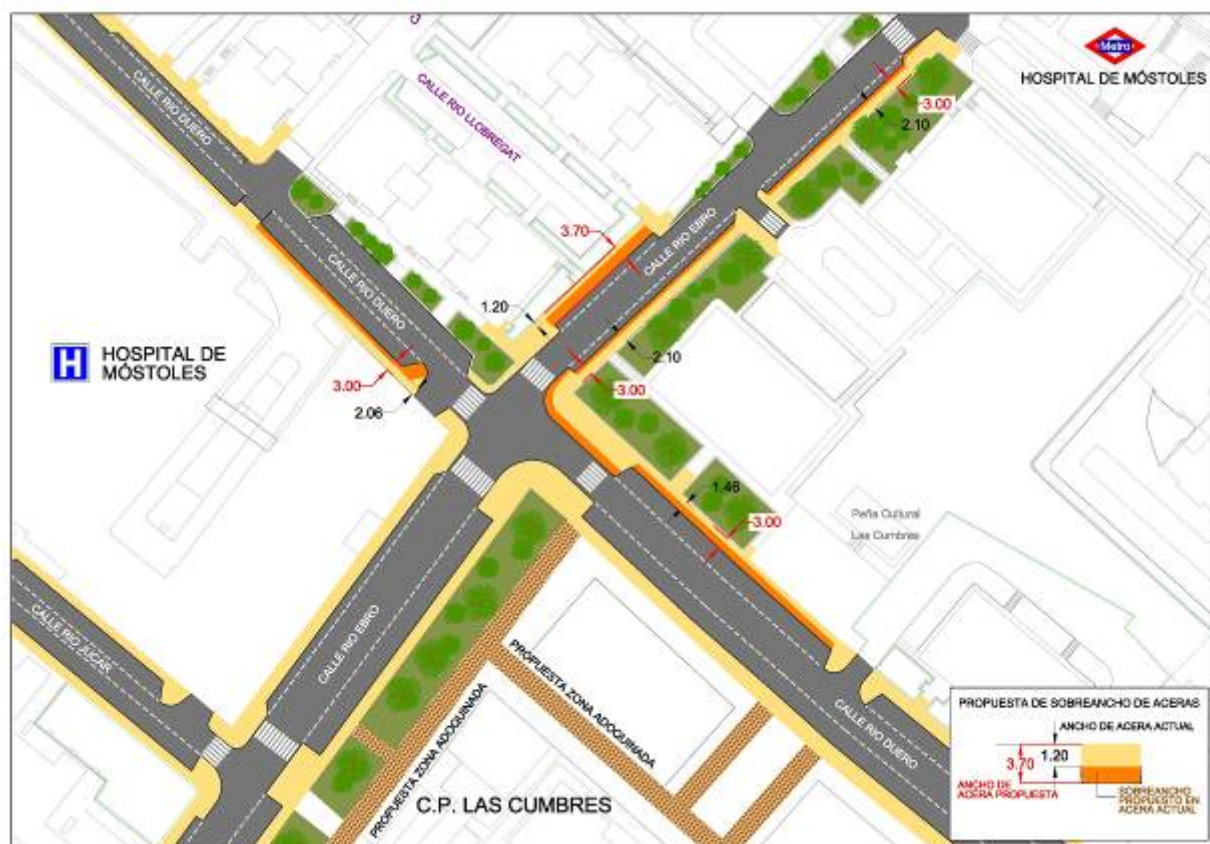 Metro
HOSPITAL DE MÓSTOLES
CALLE RIO DUERO
CALLE RIO LLOBREGAT
3.00
2.10
3.70
CALLE RIO EBRO
CALLE RIO DUERO
1.20
H
HOSPITAL DE
MÓSTOLES
2.10
3.00
3.00
2.06
1.46
3.00
Peña Cultural
Las Cumbres
CALLE RIO JUCAR
CALLE RIO EBRO
PROPUESTA ZONA ADOQUINADA
PROPUESTA ZONA ADOQUINADA
CALLE RIO DUERO
C.P. LAS CUMBRES
PROPUESTA DE SOBREANCHO DE ACERAS
ANCHO DE ACERA ACTUAL
3.70
1.20
ANCHO DE
ACERA PROPUESTA
SOBREANCHO
PROPUESTO EN
ACERA ACTUAL